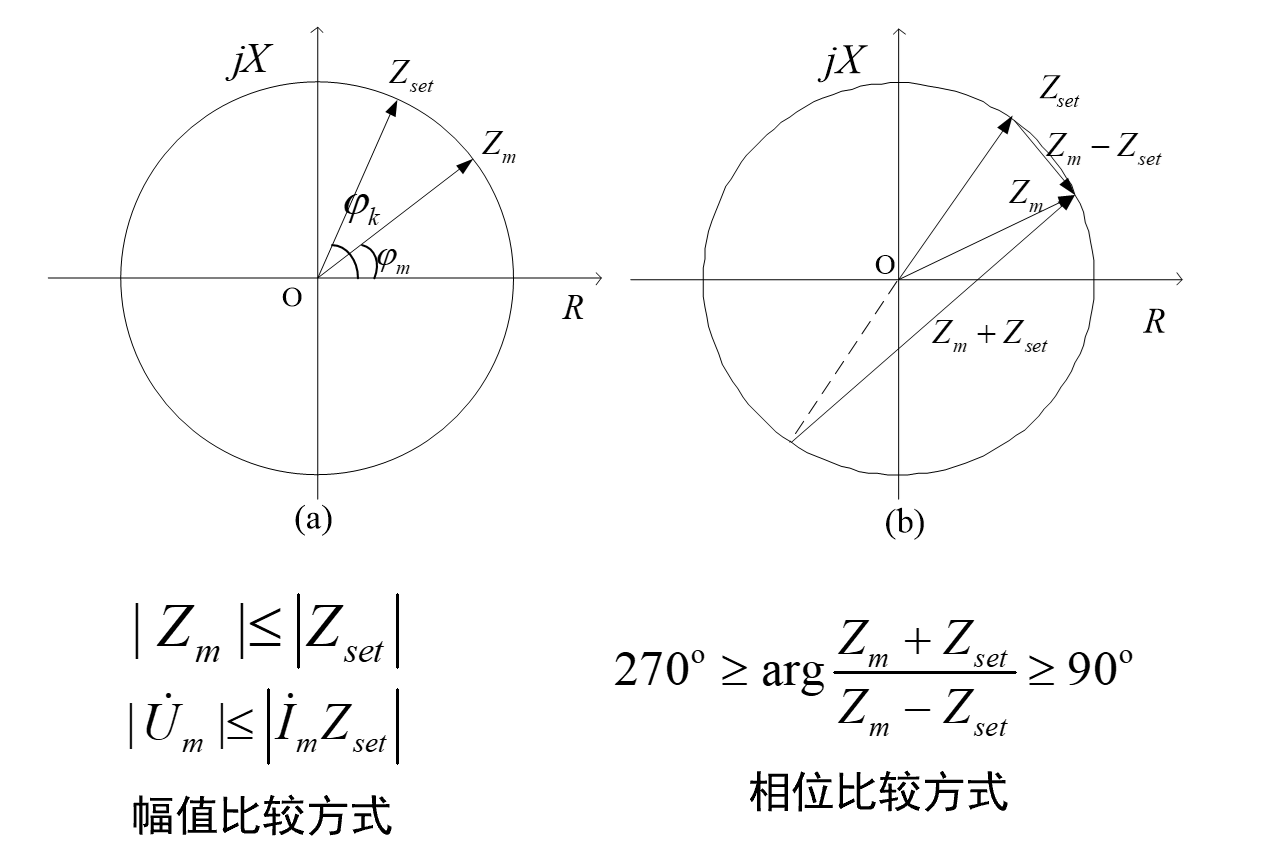 jX
Z_set
Z_m
φ_k
φ_m
O
R
(a)
jX
Z_set
Z_m − Z_set
Z_m
O
Z_m + Z_set
R
(b)
| Z_m |≤|Z_set|
| U̇_m |≤|İ_m Z_set|
幅值比较方式
270° ≥ arg (Z_m + Z_set)/(Z_m − Z_set) ≥ 90°
相位比较方式